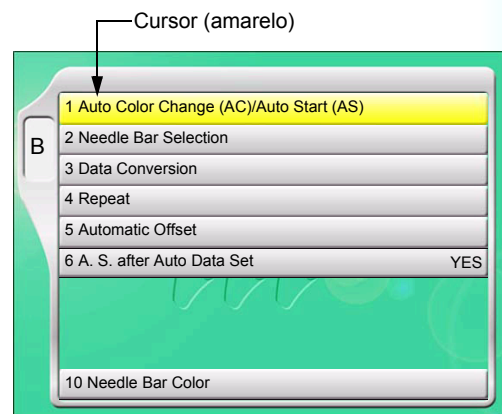 Cursor (amarelo)
1 Auto Color Change (AC)/Auto Start (AS)
B
2 Needle Bar Selection
3 Data Conversion
4 Repeat
5 Automatic Offset
6 A. S. after Auto Data Set YES
10 Needle Bar Color